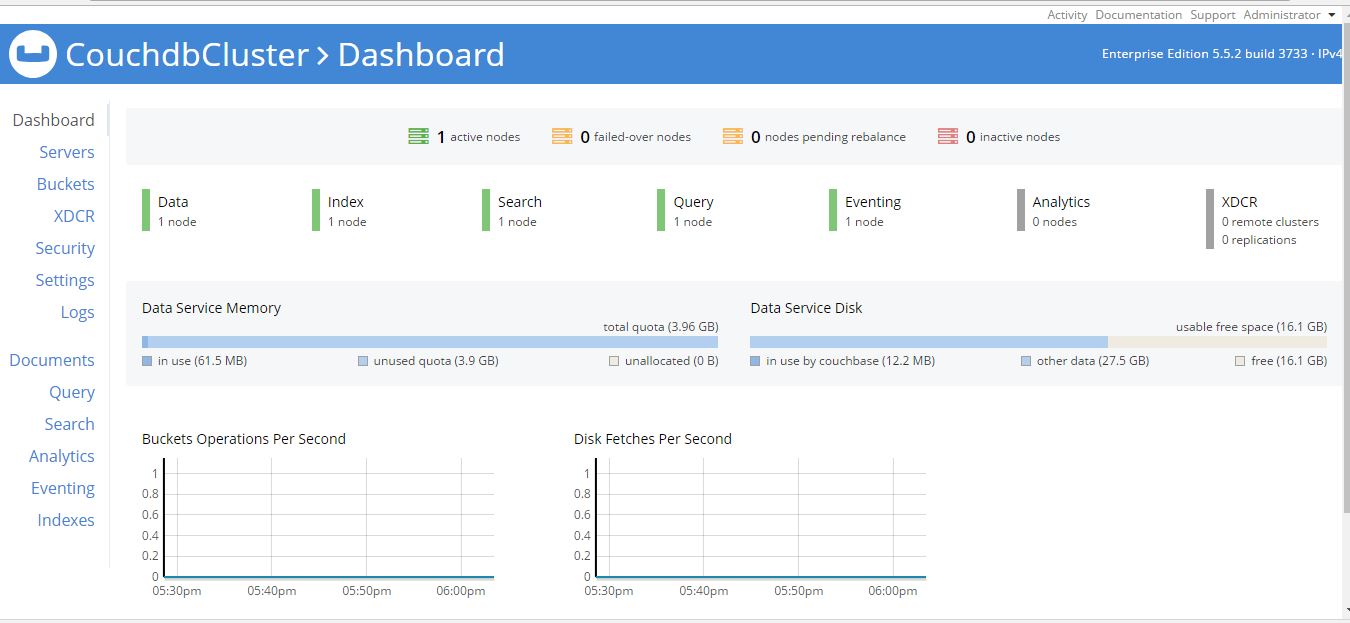 Activity Documentation Support Administrator
CouchdbCluster > Dashboard
Enterprise Edition 5.5.2 build 3733 · IPv4
Dashboard
Servers
Buckets
XDCR
Security
Settings
Logs
Documents
Query
Search
Analytics
Eventing
Indexes
1 active nodes 0 failed-over nodes 0 nodes pending rebalance 0 inactive nodes
Data
1 node
Index
1 node
Search
1 node
Query
1 node
Eventing
1 node
Analytics
0 nodes
XDCR
0 remote clusters
0 replications
Data Service Memory
total quota (3.96 GB)
in use (61.5 MB) unused quota (3.9 GB) unallocated (0 B)
Data Service Disk
usable free space (16.1 GB)
in use by couchbase (12.2 MB) other data (27.5 GB) free (16.1 GB)
Buckets Operations Per Second
1
0.8
0.6
0.4
0.2
0
05:30pm 05:40pm 05:50pm 06:00pm
Disk Fetches Per Second
1
0.8
0.6
0.4
0.2
0
05:30pm 05:40pm 05:50pm 06:00pm